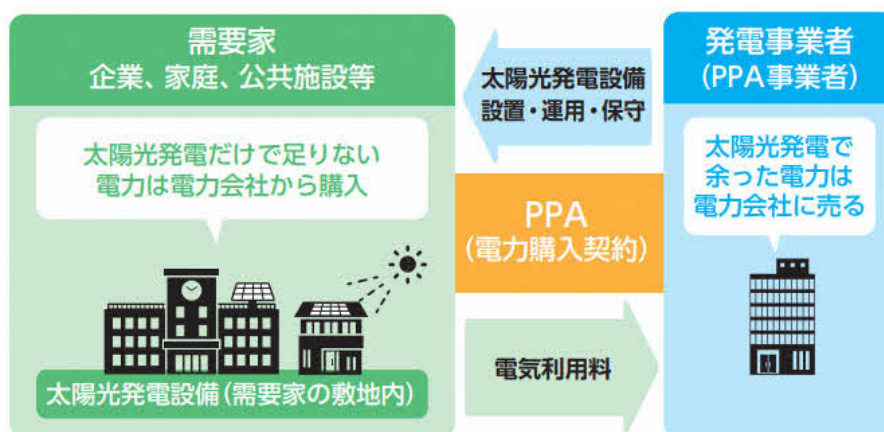 需要家
企業、家庭、公共施設等
太陽光発電だけで足りない
電力は電力会社から購入
太陽光発電設備(需要家の敷地内)
太陽光発電設備
設置・運用・保守
PPA
(電力購入契約)
電気利用料
発電事業者
(PPA事業者)
太陽光発電で
余った電力は
電力会社に売る